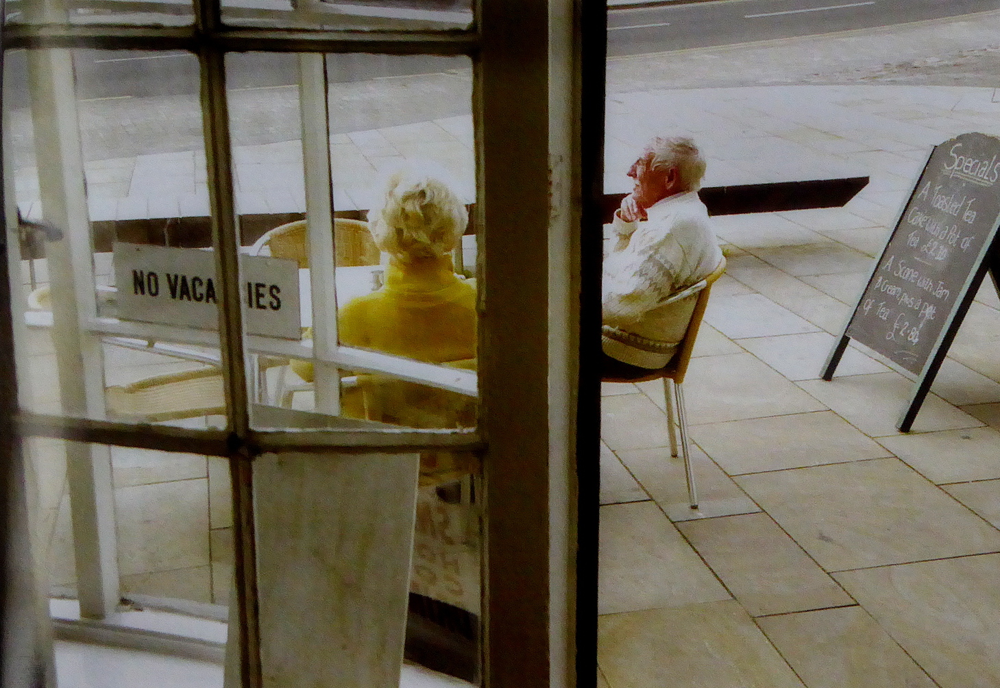 NO VACA IES
Specials
A Toasted Tea
Cake with a Pot of
Tea £2.30
A Scone with Jam
& Cream plus a pot
of Tea £2.80